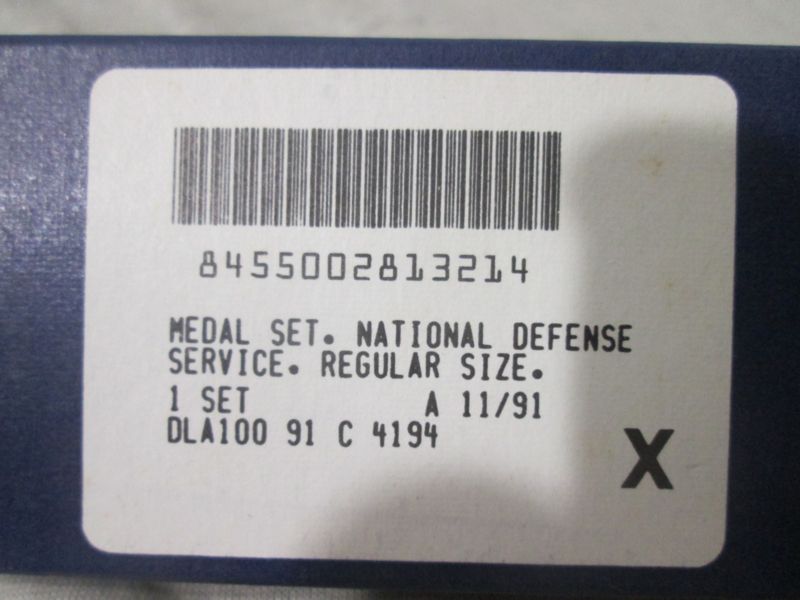 8455002813214
MEDAL SET. NATIONAL DEFENSE
SERVICE. REGULAR SIZE.
1 SET A 11/91
DLA100 91 C 4194
X